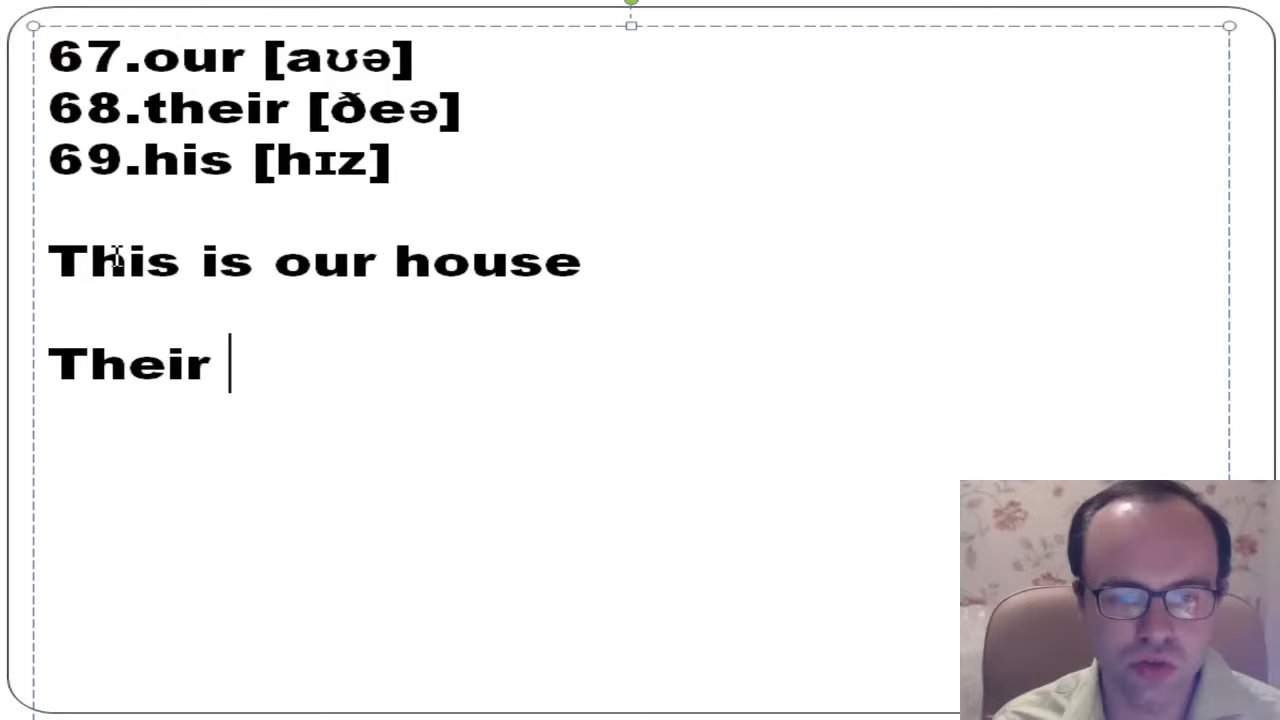 67.our [aʊə]
68.their [ðeə]
69.his [hɪz]
This is our house
Their